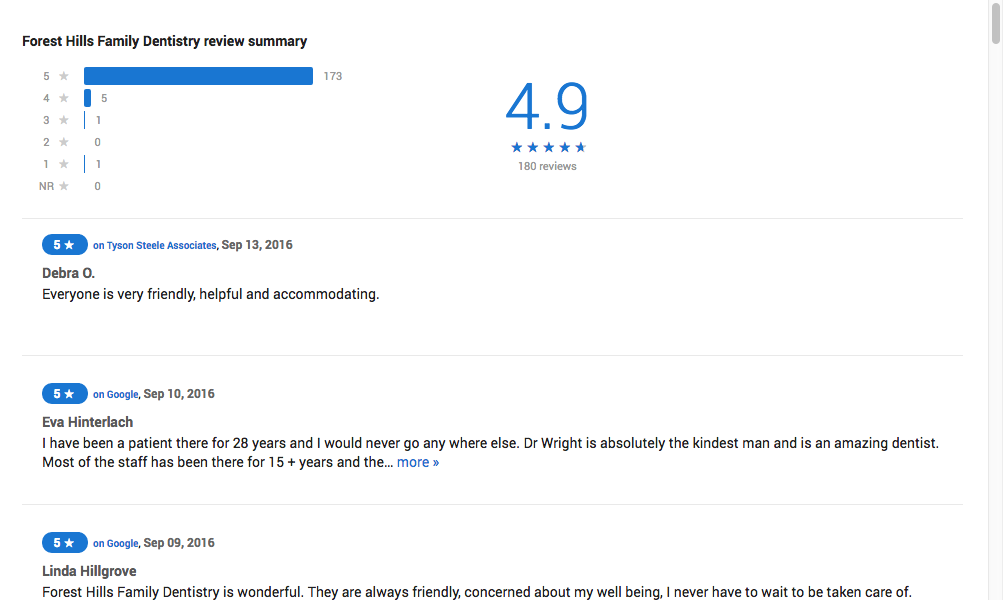 Forest Hills Family Dentistry review summary
5 ★ 173
4 ★ 5
3 ★ 1
2 ★ 0
1 ★ 1
NR ★ 0
4.9
180 reviews
5 ★ on Tyson Steele Associates, Sep 13, 2016
Debra O.
Everyone is very friendly, helpful and accommodating.
5 ★ on Google, Sep 10, 2016
Eva Hinterlach
I have been a patient there for 28 years and I would never go any where else. Dr Wright is absolutely the kindest man and is an amazing dentist.
Most of the staff has been there for 15 + years and the... more »
5 ★ on Google, Sep 09, 2016
Linda Hillgrove
Forest Hills Family Dentistry is wonderful. They are always friendly, concerned about my well being, I never have to wait to be taken care of.